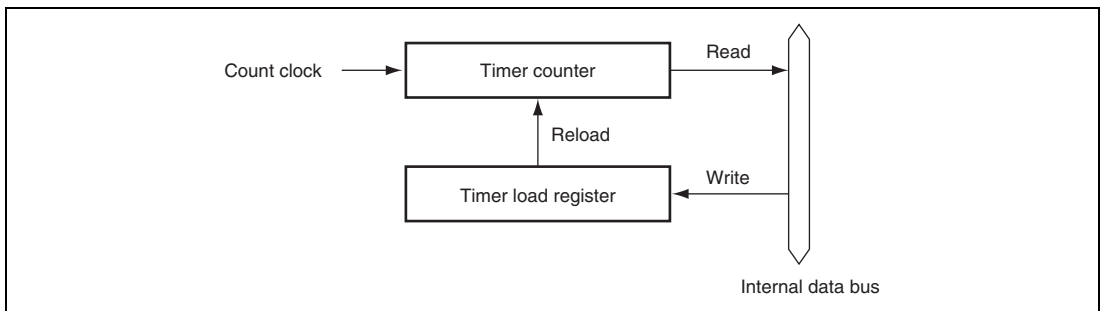 Read
Count clock
Timer counter
Reload
Write
Timer load register
Internal data bus